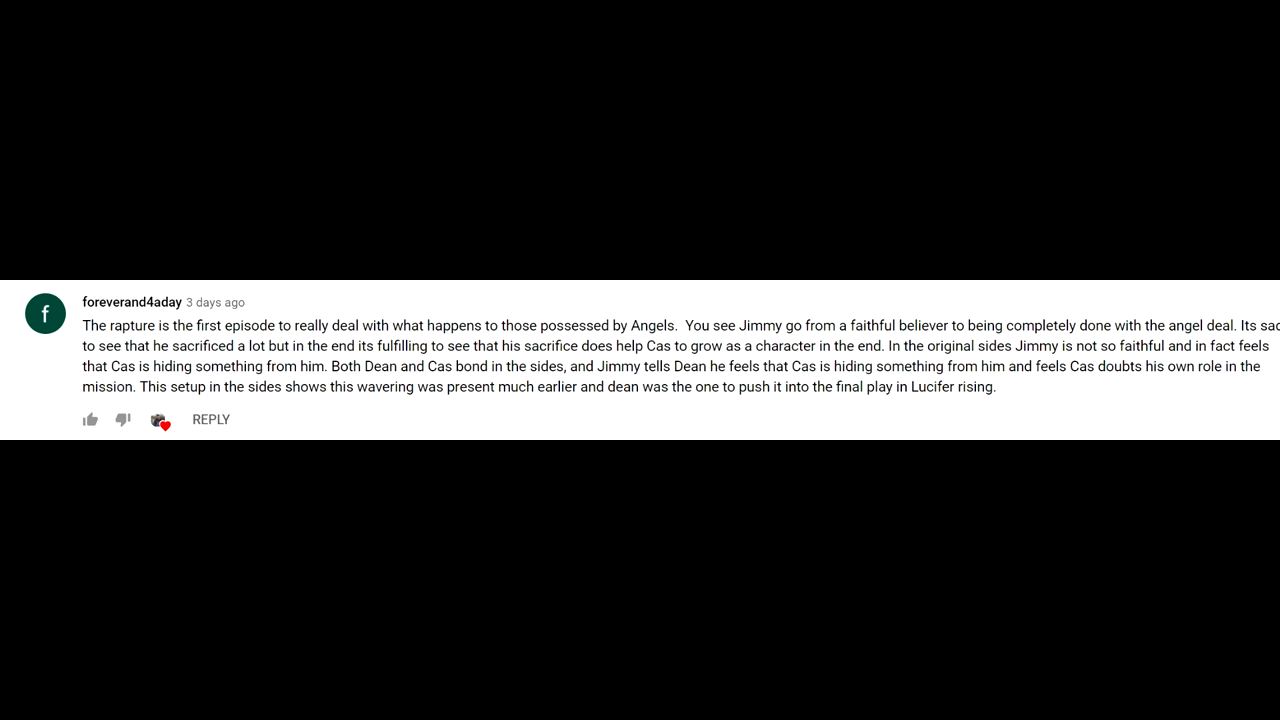 f
foreverand4aday 3 days ago
The rapture is the first episode to really deal with what happens to those possessed by Angels.  You see Jimmy go from a faithful believer to being completely done with the angel deal. Its sad
to see that he sacrificed a lot but in the end its fulfilling to see that his sacrifice does help Cas to grow as a character in the end. In the original sides Jimmy is not so faithful and in fact feels
that Cas is hiding something from him. Both Dean and Cas bond in the sides, and Jimmy tells Dean he feels that Cas is hiding something from him and feels Cas doubts his own role in the
mission. This setup in the sides shows this wavering was present much earlier and dean was the one to push it into the final play in Lucifer rising.
REPLY